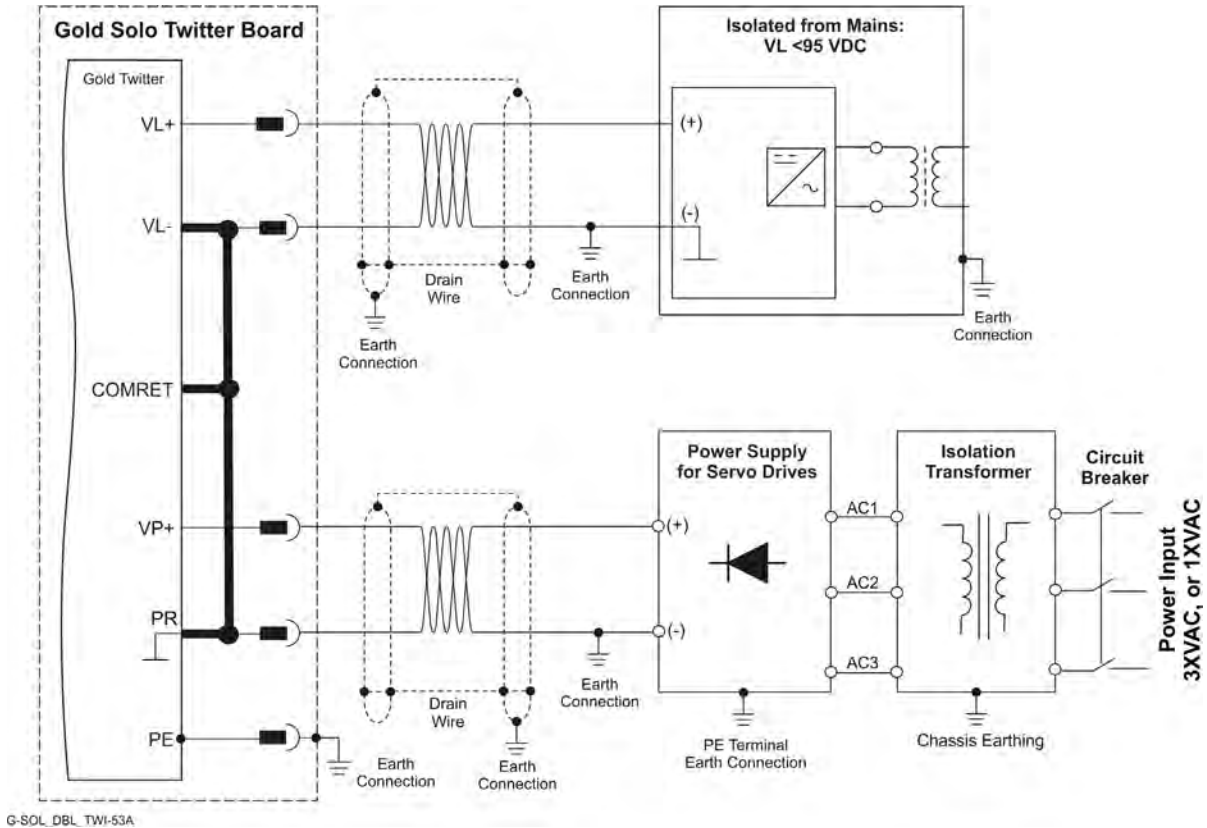 Gold Solo Twitter Board
Gold Twitter
VL+
VL-
COMRET
VP+
PR
PE
Drain
Wire
Earth
Connection
Earth
Connection
Isolated from Mains:
VL <95 VDC
(+)
(-)
Earth
Connection
Drain
Wire
Earth
Connection
Earth
Connection
Earth
Connection
Power Supply
for Servo Drives
(+)
(-)
PE Terminal
Earth Connection
AC1
AC2
AC3
Isolation
Transformer
Chassis Earthing
Circuit
Breaker
Power Input
3XVAC, or 1XVAC
G-SOL_DBL_TWI-53A